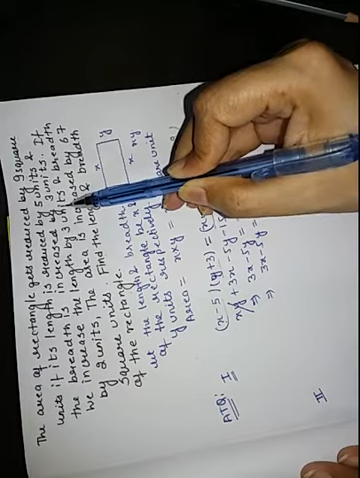 The area of rectangle gets reduced by 9 square
units if its length is reduced by 5 units &
breadth is increased by 3 units. If
we increase the length by 3 units & breadth
by 2 units. The area is increased by 67
square units. Find the length & breadth
of the rectangle.
let the length & breadth
of the rectangle be x &
y units respectively
Area = x x y =
x
y
ATQ: I
(x-5)(y+3) =
xy + 3x - 5y - 15
⇒ 3x - 5y =
⇒ 3x - 5y =
II